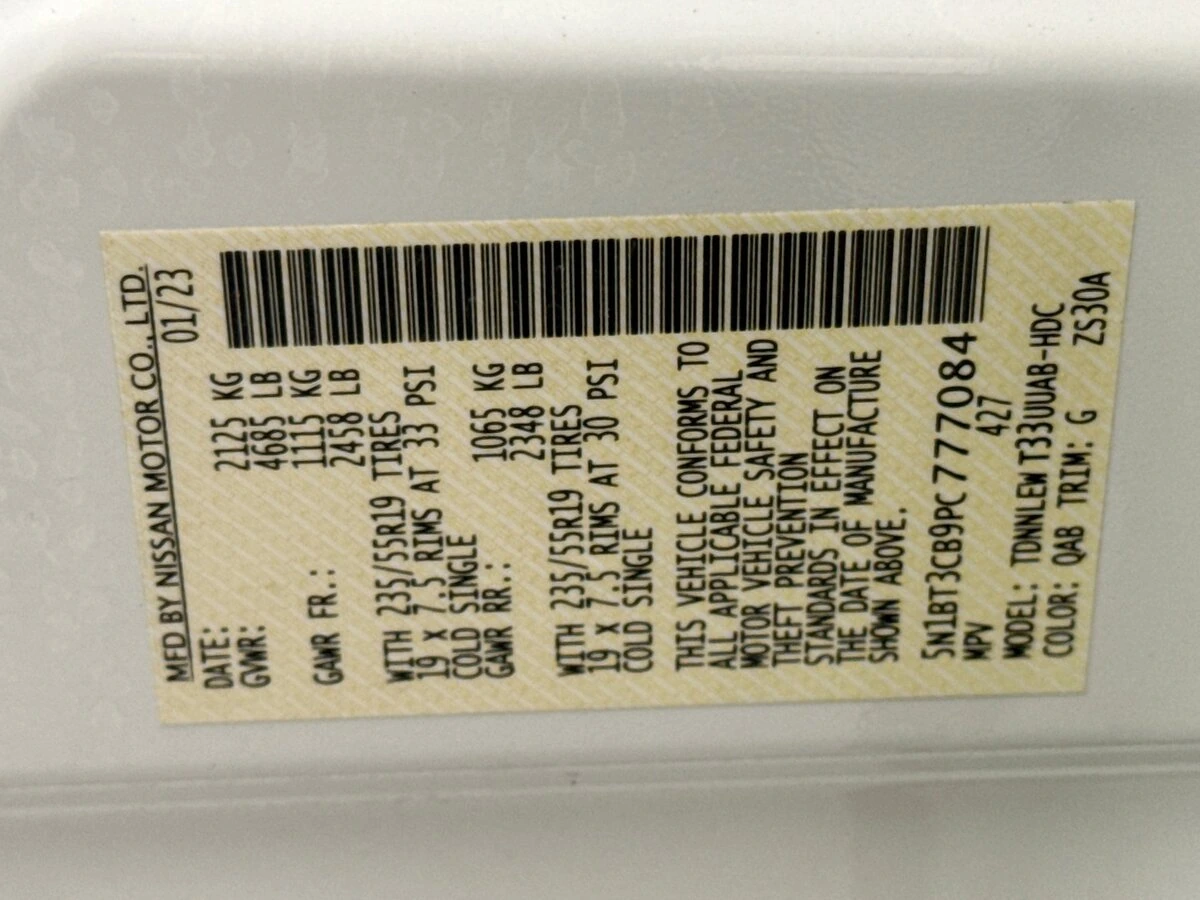 MFD BY NISSAN MOTOR CO., LTD.
DATE: 01/23
GVWR: 2125 KG
4685 LB
GAWR FR.: 1115 KG
2458 LB
WITH 235/55R19 TIRES
19 X 7.5 RIMS AT 33 PSI
COLD SINGLE
GAWR RR.: 1065 KG
2348 LB
WITH 235/55R19 TIRES
19 X 7.5 RIMS AT 30 PSI
COLD SINGLE
THIS VEHICLE CONFORMS TO
ALL APPLICABLE FEDERAL
MOTOR VEHICLE SAFETY AND
THEFT PREVENTION
STANDARDS IN EFFECT ON
THE DATE OF MANUFACTURE
SHOWN ABOVE.
5N1BT3CB9PC777084
MPV 427
MODEL: TDNNLEWT33UUAB-HDC
COLOR: QAB TRIM: G ZS30A